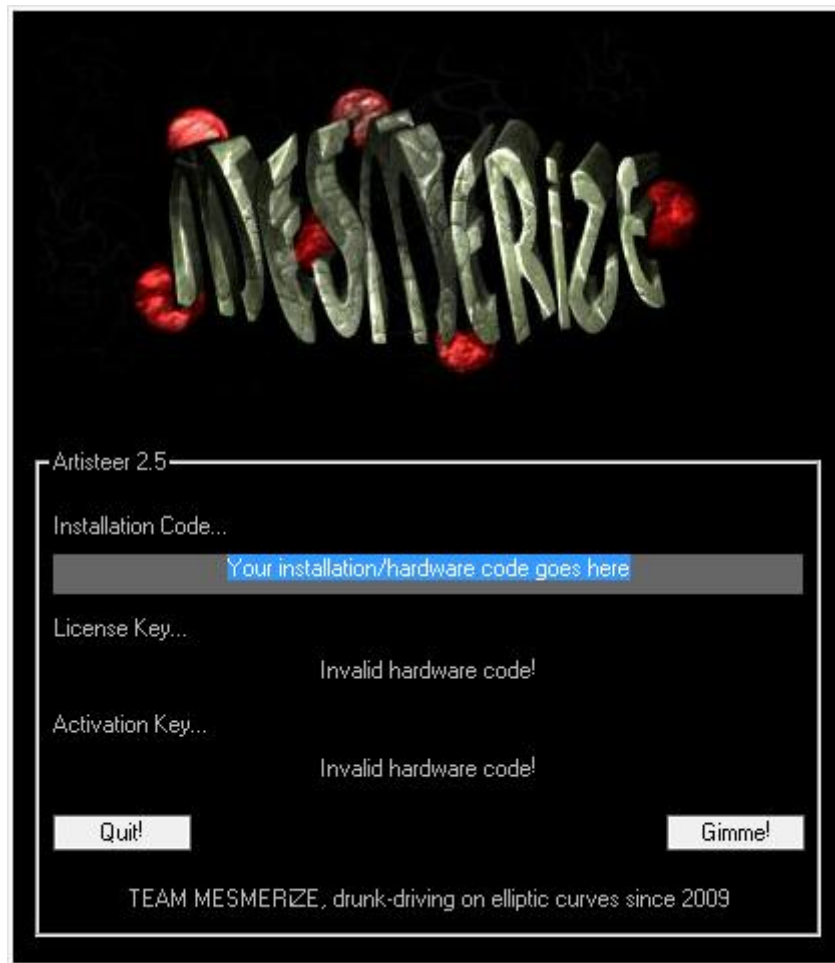 MESMERiZE
Artisteer 2.5
Installation Code...
Your installation/hardware code goes here
License Key...
Invalid hardware code!
Activation Key...
Invalid hardware code!
Quit!
Gimme!
TEAM MESMERiZE, drunk-driving on elliptic curves since 2009